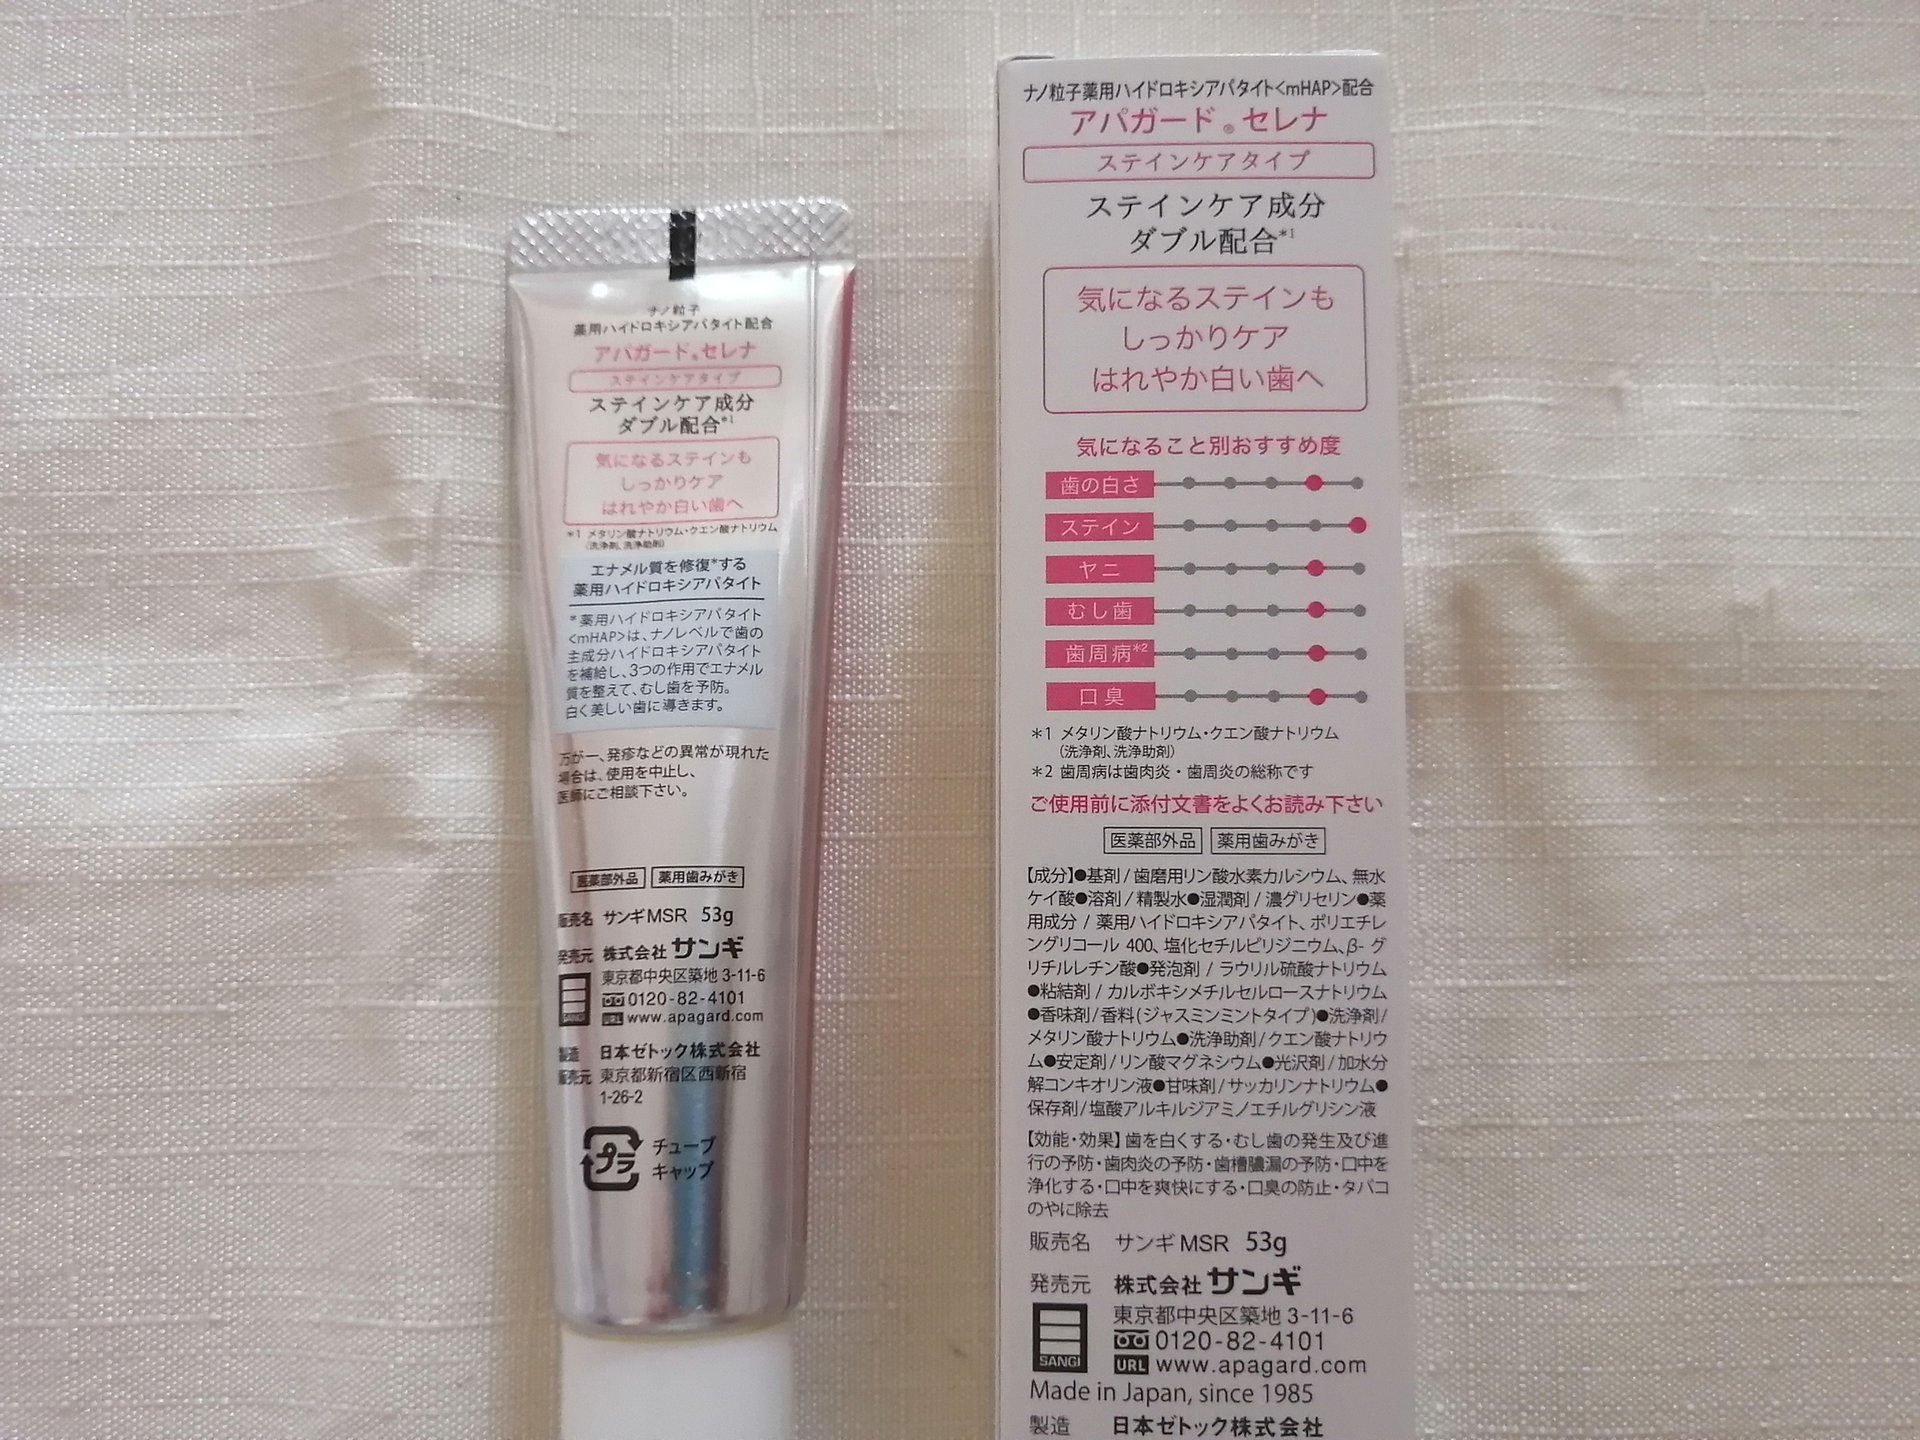 ナノ粒子
薬用ハイドロキシアパタイト配合
アパガード®セレナ
ステインケアタイプ
ステインケア成分
ダブル配合*1
気になるステインも
しっかりケア
はれやか白い歯へ
*1 メタリン酸ナトリウム・クエン酸ナトリウム
(洗浄剤、洗浄助剤)
エナメル質を修復*する
薬用ハイドロキシアパタイト
*薬用ハイドロキシアパタイト
<mHAP>は、ナノレベルで歯の
主成分ハイドロキシアパタイト
を補給し、3つの作用でエナメル
質を整えて、むし歯を予防。
白く美しい歯に導きます。
万が一、発疹などの異常が現れた
場合は、使用を中止し、
医師にご相談下さい。
医薬部外品 薬用歯みがき
販売名 サンギMSR 53g
発売元 株式会社サンギ
東京都中央区築地 3-11-6
0120-82-4101
SANGI URL www.apagard.com
製造 日本ゼトック株式会社
販売元 東京都新宿区西新宿
1-26-2
プラ チューブ
キャップ
ナノ粒子薬用ハイドロキシアパタイト<mHAP>配合
アパガード®セレナ
ステインケアタイプ
ステインケア成分
ダブル配合*1
気になるステインも
しっかりケア
はれやか白い歯へ
気になること別おすすめ度
歯の白さ
ステイン
ヤニ
むし歯
歯周病*2
口臭
*1 メタリン酸ナトリウム・クエン酸ナトリウム
(洗浄剤、洗浄助剤)
*2 歯周病は歯肉炎・歯周炎の総称です
ご使用前に添付文書をよくお読み下さい
医薬部外品 薬用歯みがき
【成分】●基剤/歯磨用リン酸水素カルシウム、無水
ケイ酸●溶剤/精製水●湿潤剤/濃グリセリン●薬
用成分/薬用ハイドロキシアパタイト、ポリエチレ
ングリコール 400、塩化セチルピリジニウム、β-グ
リチルレチン酸●発泡剤/ラウリル硫酸ナトリウム
●粘結剤/カルボキシメチルセルロースナトリウム
●香味剤/香料(ジャスミンミントタイプ)●洗浄剤/
メタリン酸ナトリウム●洗浄助剤/クエン酸ナトリウ
ム●安定剤/リン酸マグネシウム●光沢剤/加水分
解コンキオリン液●甘味剤/サッカリンナトリウム●
保存剤/塩酸アルキルジアミノエチルグリシン液
【効能・効果】歯を白くする・むし歯の発生及び進
行の予防・歯肉炎の予防・歯槽膿漏の予防・口中を
浄化する・口中を爽快にする・口臭の防止・タバコ
のやに除去
販売名 サンギMSR 53g
発売元 株式会社サンギ
東京都中央区築地 3-11-6
0120-82-4101
SANGI URL www.apagard.com
Made in Japan, since 1985
製造 日本ゼトック株式会社